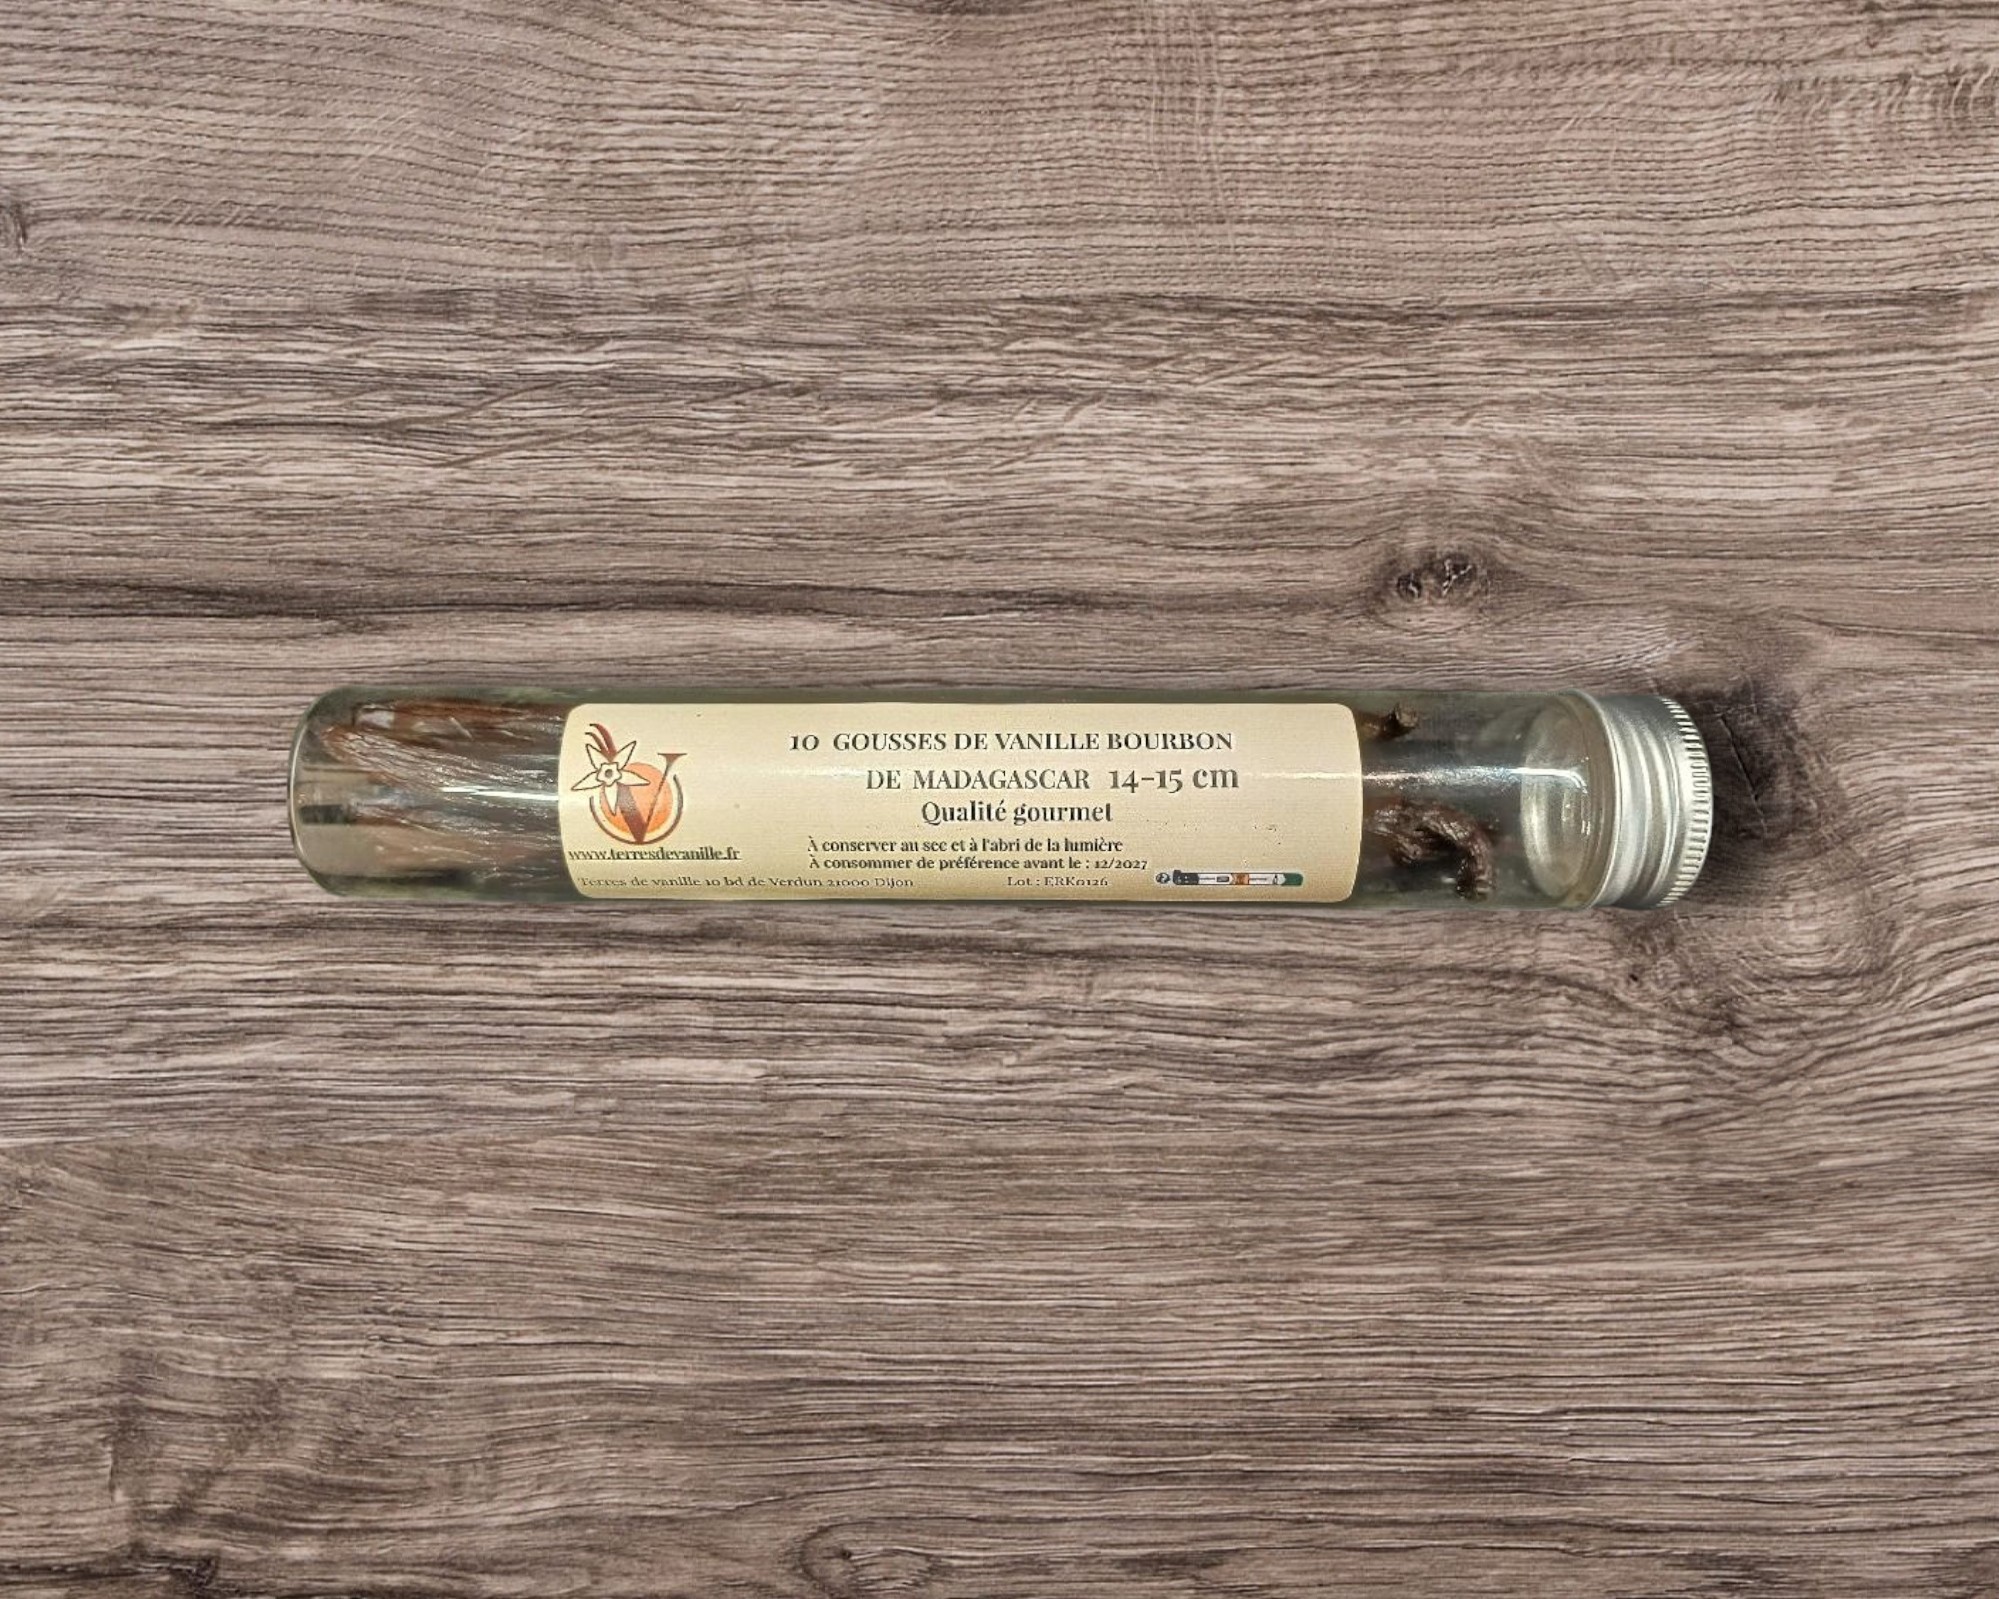 10 GOUSSES DE VANILLE BOURBON
DE MADAGASCAR 14-15 cm
Qualité gourmet
À conserver au sec et à l'abri de la lumière
À consommer de préférence avant le : 12/2027
V
www.terresdevanille.fr
Terres de vanille 10 bd de Verdun 21000 Dijon
Lot : ERK0126